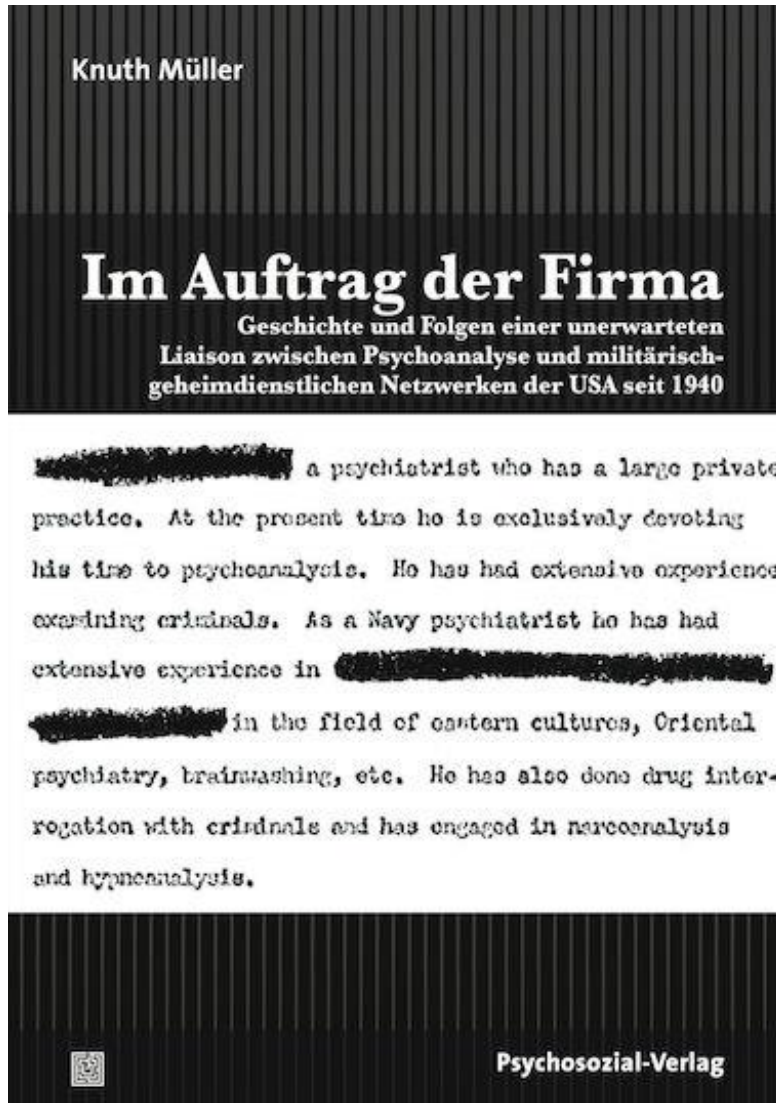 Knuth Müller
Im Auftrag der Firma
Geschichte und Folgen einer unerwarteten
Liaison zwischen Psychoanalyse und militärisch-
geheimdienstlichen Netzwerken der USA seit 1940
a psychiatrist who has a large private
practice. At the present time he is exclusively devoting
his time to psychoanalysis. He has had extensive experience
examining criminals. As a Navy psychiatrist he has had
extensive experience in
in the field of eastern cultures, Oriental
psychiatry, brainwashing, etc. He has also done drug inter-
rogation with criminals and has engaged in narcoanalysis
and hypnoanalysis.
Psychosozial-Verlag